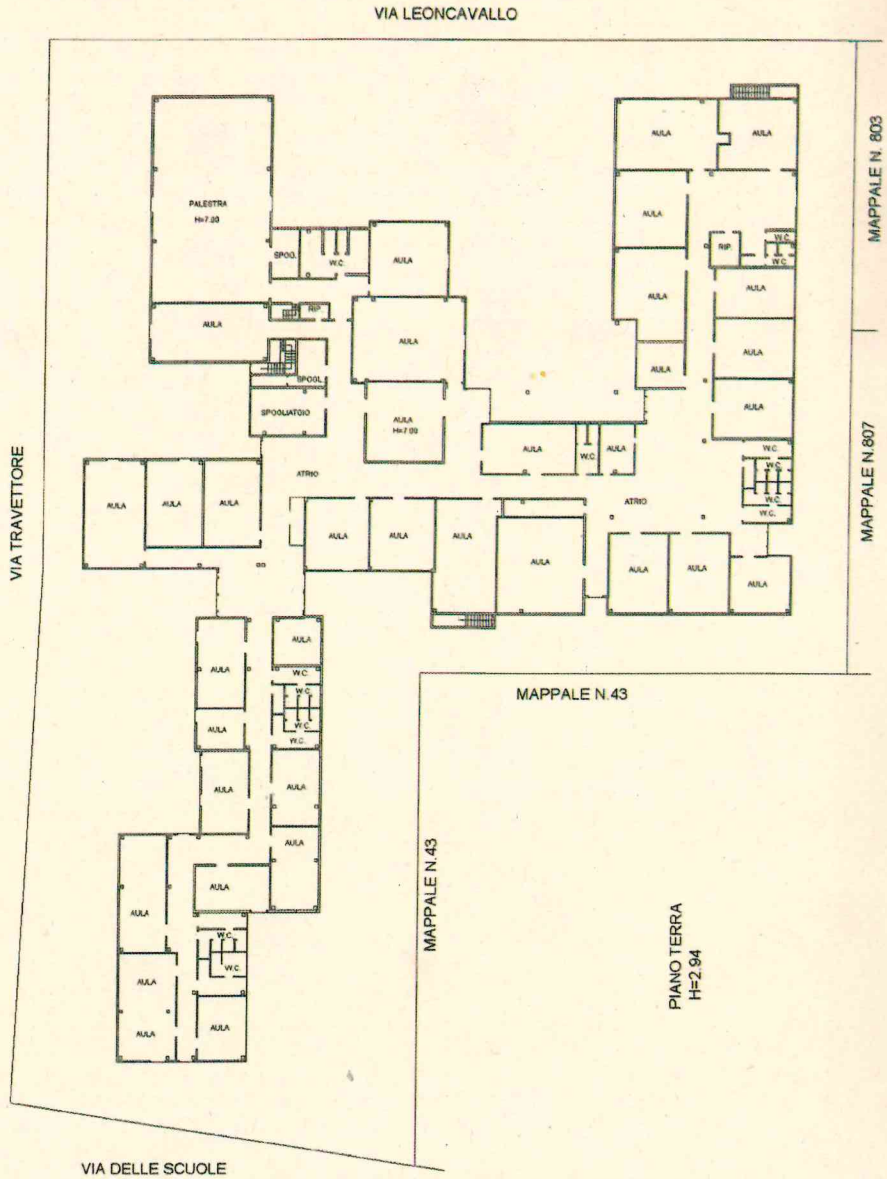 VIA LEONCAVALLO
MAPPALE N. 803
MAPPALE N.807
VIA TRAVETTORE
AULA
AULA
PALESTRA
H=7.00
AULA
SPOG.
W.C.
AULA
RIP.
W.C.
W.C.
AULA
AULA
RIP
AULA
AULA
AULA
AULA
SPOGL.
SPOGLIATOIO
AULA
H=7.00
AULA
AULA
W.C.
AULA
W.C.
W.C.
W.C.
W.C.
ATRIO
ATRIO
AULA
AULA
AULA
AULA
AULA
AULA
AULA
AULA
AULA
AULA
AULA
AULA
W.C.
W.C.
W.C.
W.C.
AULA
AULA
AULA
AULA
AULA
AULA
AULA
W.C.
W.C.
AULA
AULA
AULA
MAPPALE N.43
MAPPALE N.43
PIANO TERRA
H=2.94
VIA DELLE SCUOLE